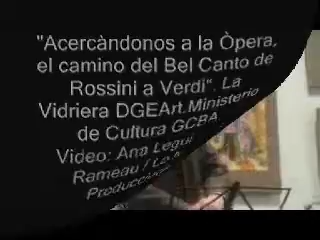 "Acercàndonos a la Òpera,
el camino del Bel Canto de
Rossini a Verdi". La
Vidriera DGEArt.Ministerio
de Cultura GCBA.
Video: Ana Legui
Rameau / La